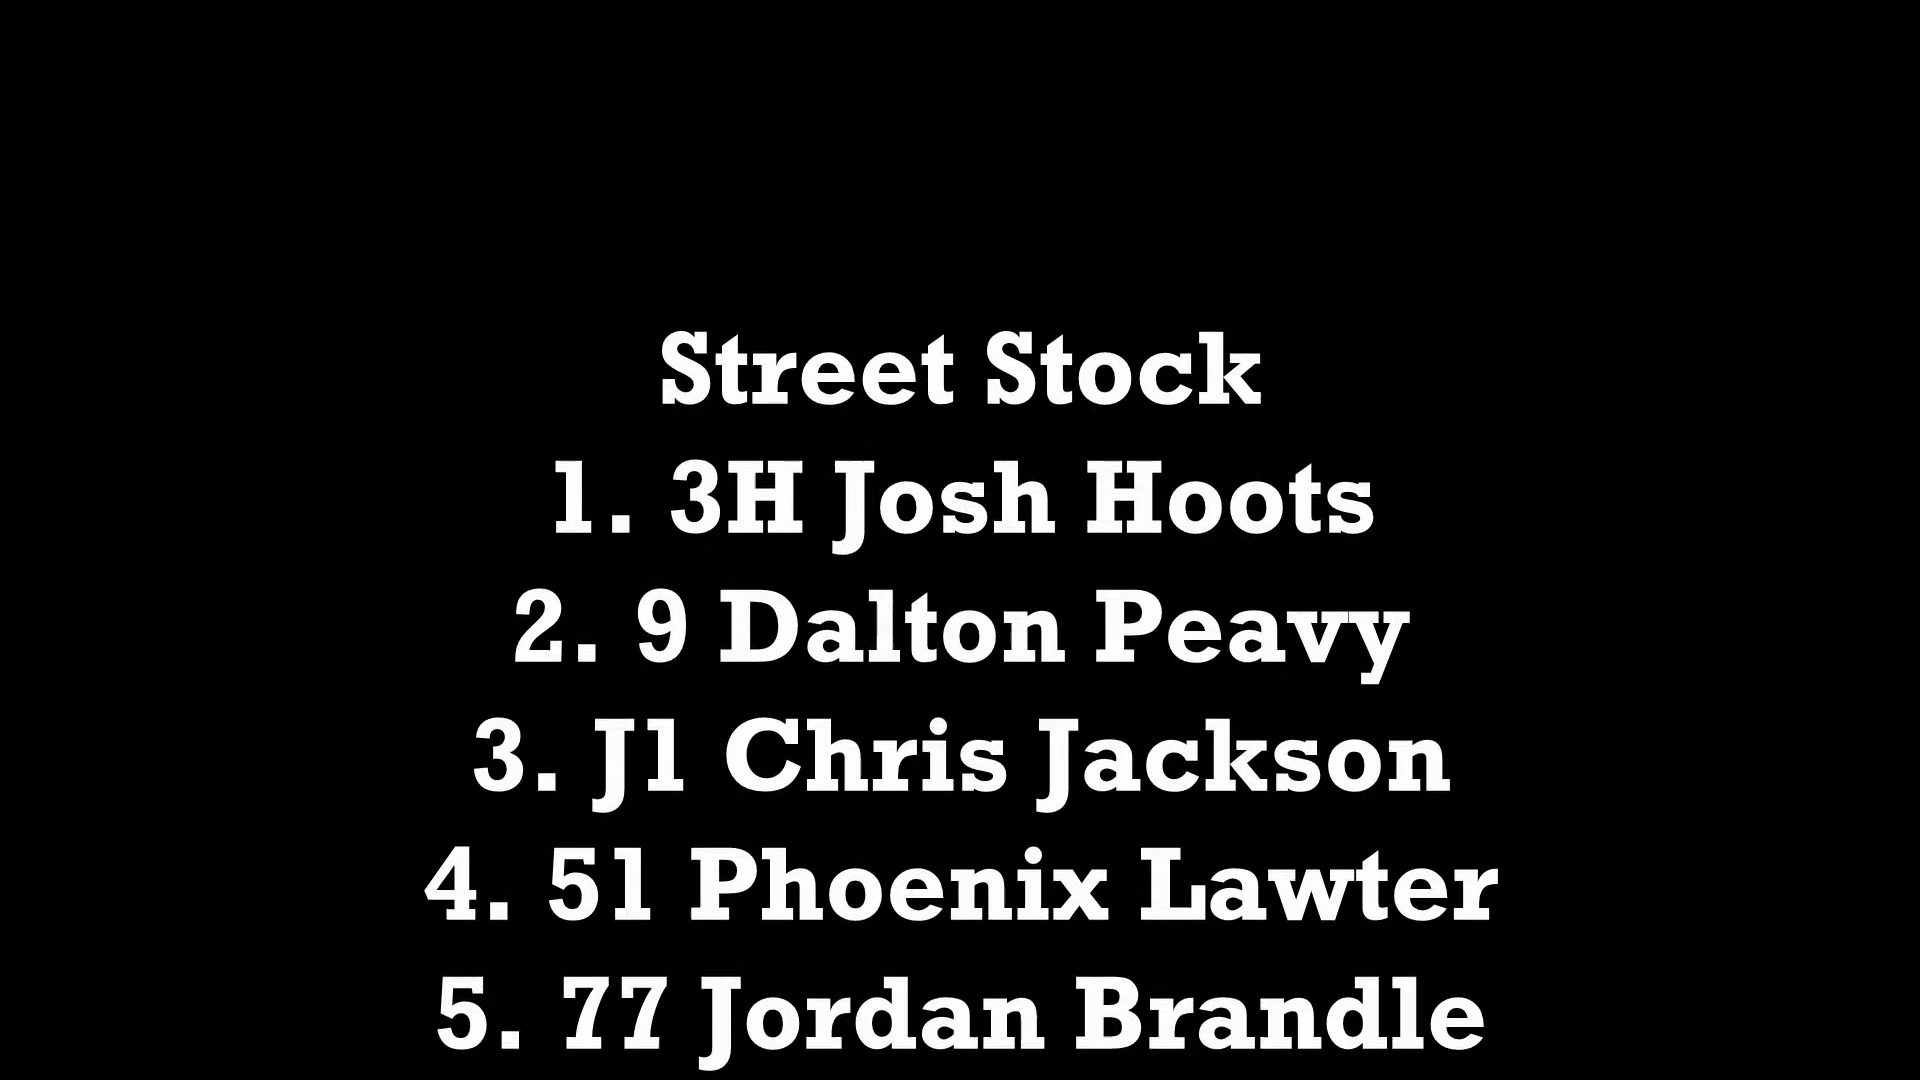 Street Stock
1. 3H Josh Hoots
2. 9 Dalton Peavy
3. J1 Chris Jackson
4. 51 Phoenix Lawter
5. 77 Jordan Brandle